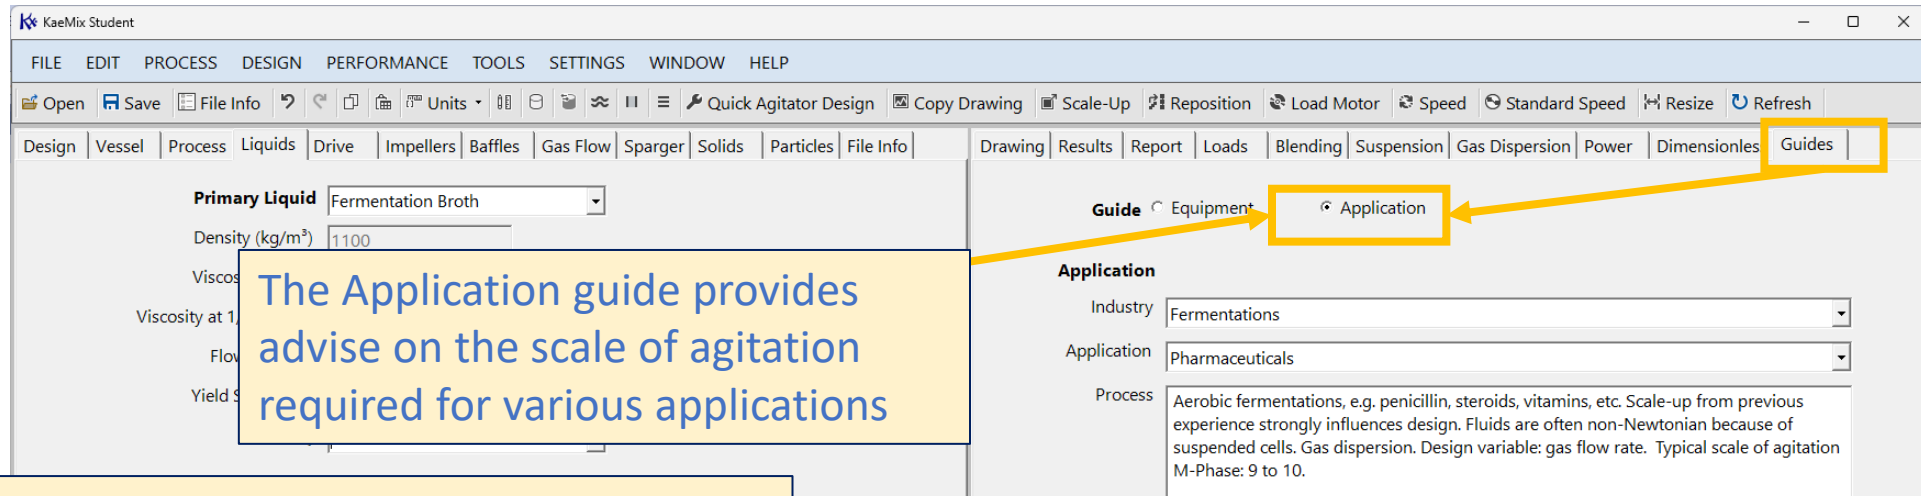 KaeMix Student
FILE EDIT PROCESS DESIGN PERFORMANCE TOOLS SETTINGS WINDOW HELP
Open Save File Info Units Quick Agitator Design Copy Drawing Scale-Up Reposition Load Motor Speed Standard Speed Resize Refresh
Design Vessel Process Liquids Drive Impellers Baffles Gas Flow Sparger Solids Particles File Info
Drawing Results Report Loads Blending Suspension Gas Dispersion Power Dimensionles Guides
Primary Liquid Fermentation Broth
Density (kg/m³) 1100
Viscos
Viscosity at 1,
Flow
Yield S
The Application guide provides
advise on the scale of agitation
required for various applications
Guide Equipment Application
Application
Industry Fermentations
Application Pharmaceuticals
Process Aerobic fermentations, e.g. penicillin, steroids, vitamins, etc. Scale-up from previous
experience strongly influences design. Fluids are often non-Newtonian because of
suspended cells. Gas dispersion. Design variable: gas flow rate. Typical scale of agitation
M-Phase: 9 to 10.